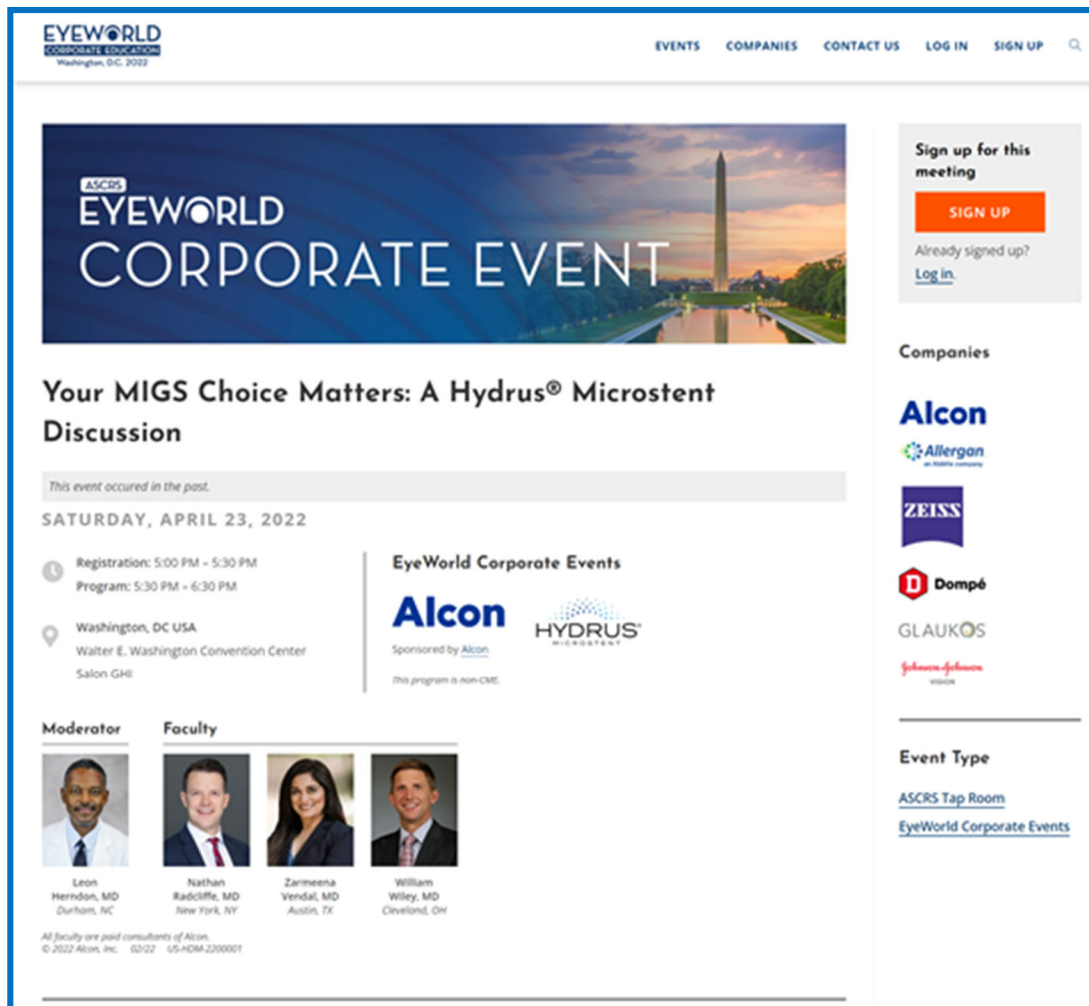 EYEWORLD
CORPORATE EDUCATION
Washington, D.C. 2022
EVENTS COMPANIES CONTACT US LOG IN SIGN UP
ASCRS
EYEWORLD
CORPORATE EVENT
Your MIGS Choice Matters: A Hydrus® Microstent
Discussion
This event occured in the past.
SATURDAY, APRIL 23, 2022
Registration: 5:00 PM – 5:30 PM
Program: 5:30 PM – 6:30 PM
Washington, DC USA
Walter E. Washington Convention Center
Salon GHI
EyeWorld Corporate Events
Alcon
HYDRUS®
MICROSTENT
Sponsored by Alcon
This program is non-CME.
Moderator
Leon
Herndon, MD
Durham, NC
Faculty
Nathan
Radcliffe, MD
New York, NY
Zarmeena
Vendal, MD
Austin, TX
William
Wiley, MD
Cleveland, OH
All faculty are paid consultants of Alcon.
© 2022 Alcon, Inc. 02/22 US-HDM-2200001
Sign up for this
meeting
SIGN UP
Already signed up?
Log in.
Companies
Alcon
Allergan
an AbbVie company
ZEISS
Dompé
GLAUKOS
Johnson & Johnson
VISION
Event Type
ASCRS Tap Room
EyeWorld Corporate Events